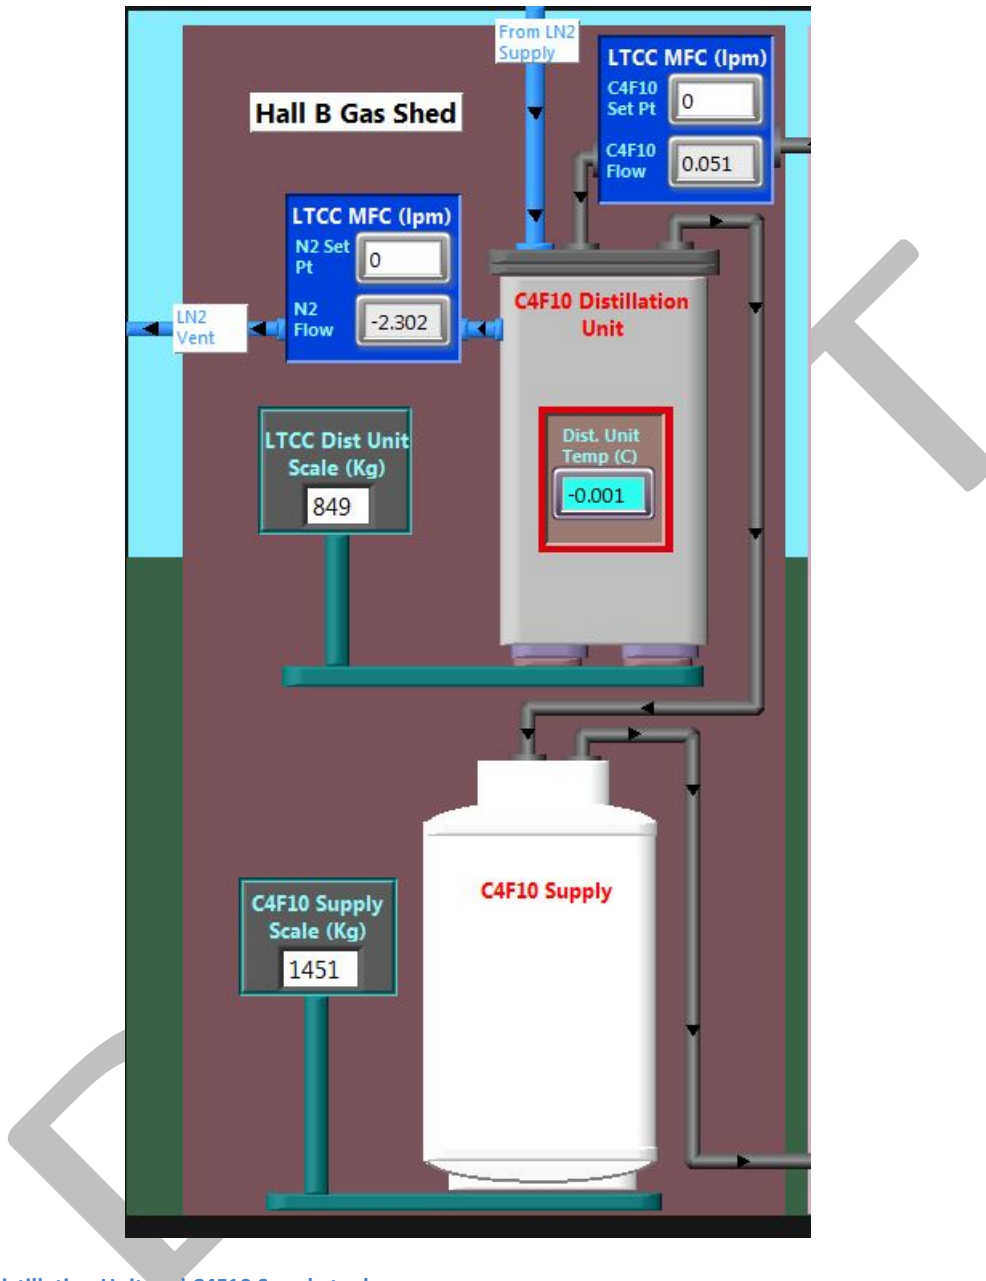 From LN2
Supply
LTCC MFC (lpm)
C4F10
Set Pt
0
C4F10
Flow
0.051
Hall B Gas Shed
LTCC MFC (lpm)
N2 Set
Pt
0
N2
Flow
-2.302
LN2
Vent
C4F10 Distillation
Unit
Dist. Unit
Temp (C)
-0.001
LTCC Dist Unit
Scale (Kg)
849
C4F10 Supply
C4F10 Supply
Scale (Kg)
1451